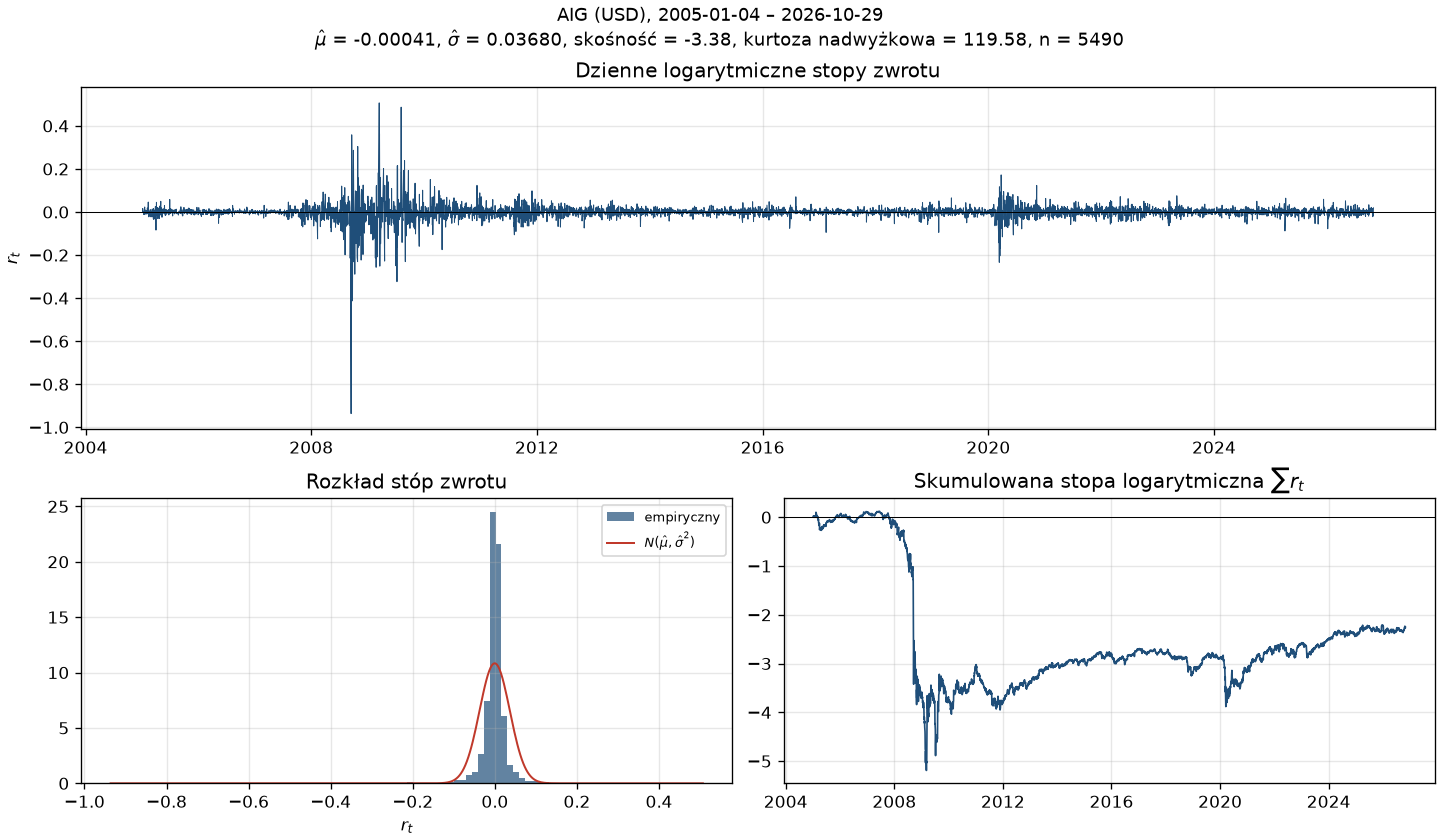 AIG (USD), 2005-01-04 – 2026-10-29
μ̂ = -0.00041, σ̂ = 0.03680, skośność = -3.38, kurtoza nadwyżkowa = 119.58, n = 5490
Dzienne logarytmiczne stopy zwrotu
0.4
0.2
0.0
−0.2
−0.4
−0.6
−0.8
−1.0
r_t
2004 2008 2012 2016 2020 2024
Rozkład stóp zwrotu
25
20
15
10
5
0
empiryczny
N(μ̂, σ̂²)
−1.0 −0.8 −0.6 −0.4 −0.2 0.0 0.2 0.4
r_t
Skumulowana stopa logarytmiczna ∑r_t
0
−1
−2
−3
−4
−5
2004 2008 2012 2016 2020 2024